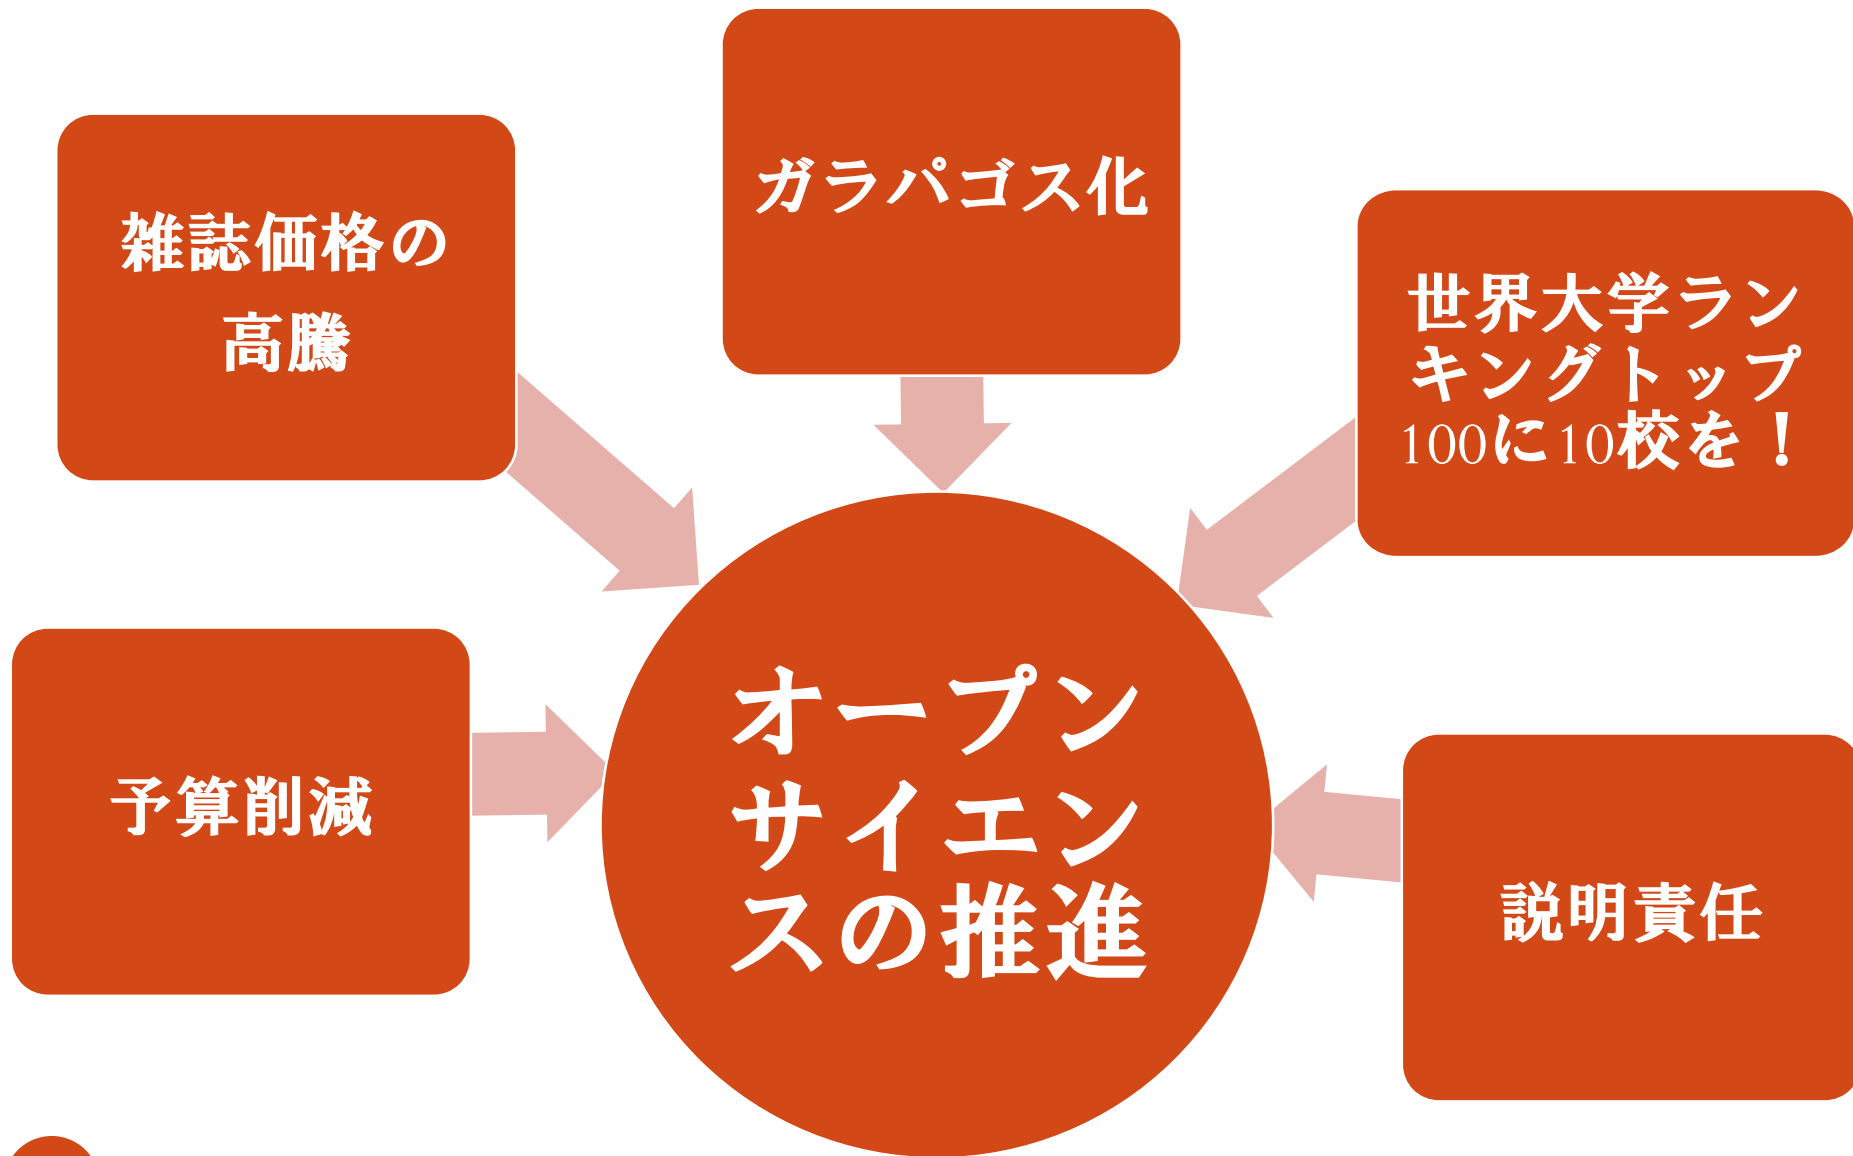 ガラパゴス化
雑誌価格の
高騰
世界大学ラン
キングトップ
100に10校を！
予算削減
オープン
サイエン
スの推進
説明責任